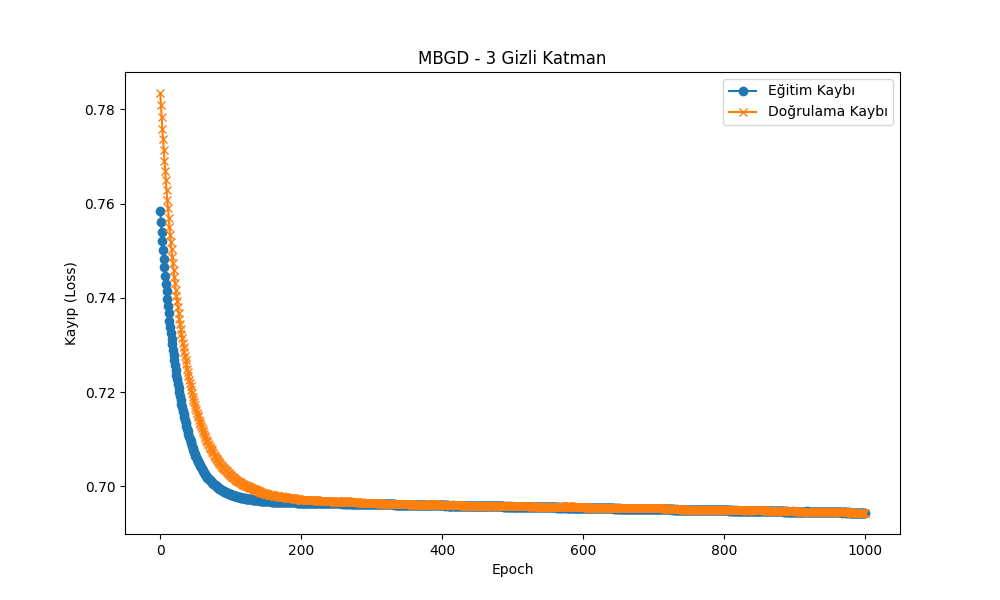 MBGD - 3 Gizli Katman
Eğitim Kaybı
Doğrulama Kaybı
Kayıp (Loss)
0.78
0.76
0.74
0.72
0.70
0
200
400
600
800
1000
Epoch